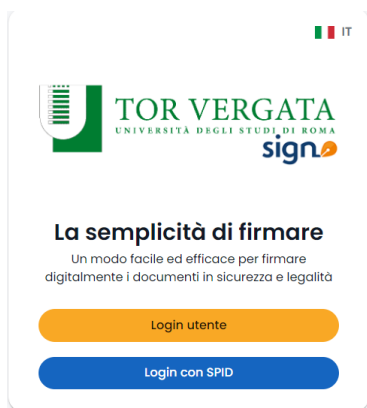 IT
TOR VERGATA
UNIVERSITÀ DEGLI STUDI DI ROMA
sign
La semplicità di firmare
Un modo facile ed efficace per firmare
digitalmente i documenti in sicurezza e legalità
Login utente
Login con SPID